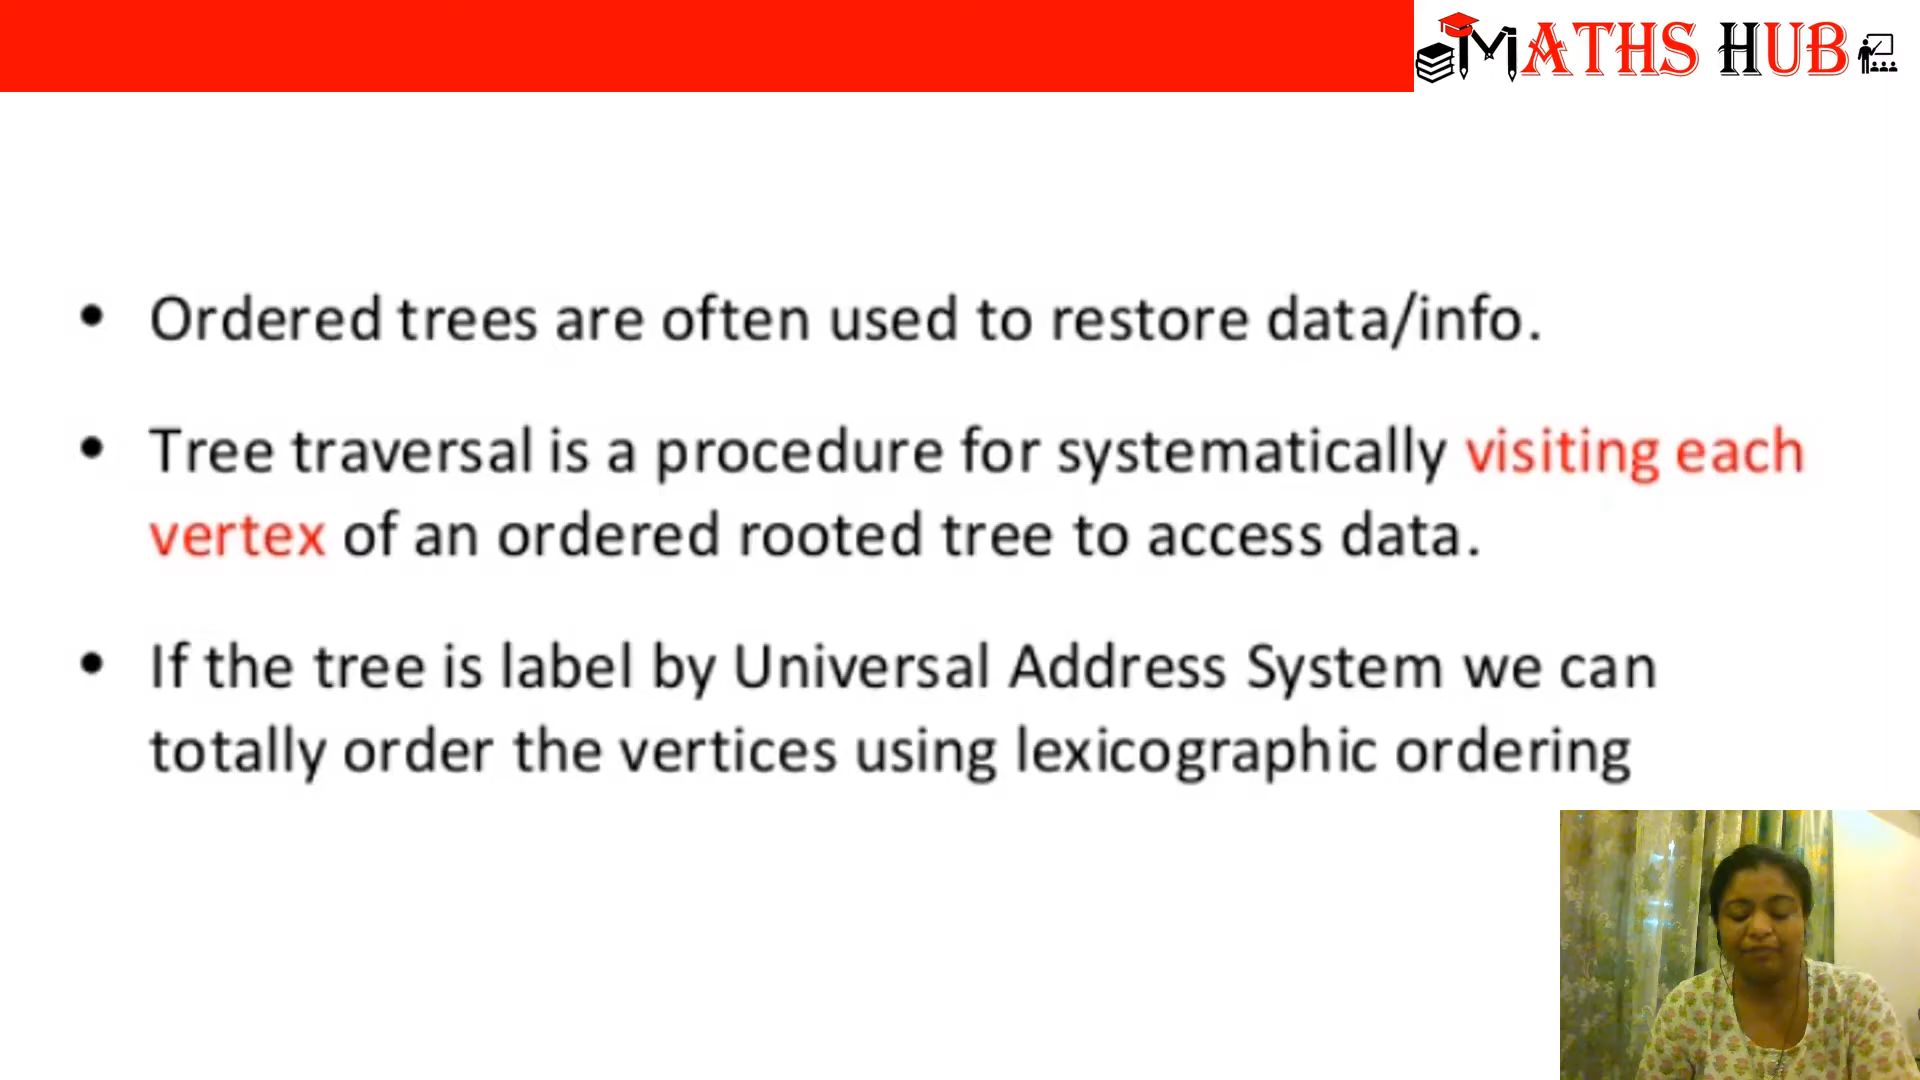 MATHS HUB
• Ordered trees are often used to restore data/info.
• Tree traversal is a procedure for systematically visiting each
vertex of an ordered rooted tree to access data.
• If the tree is label by Universal Address System we can
totally order the vertices using lexicographic ordering